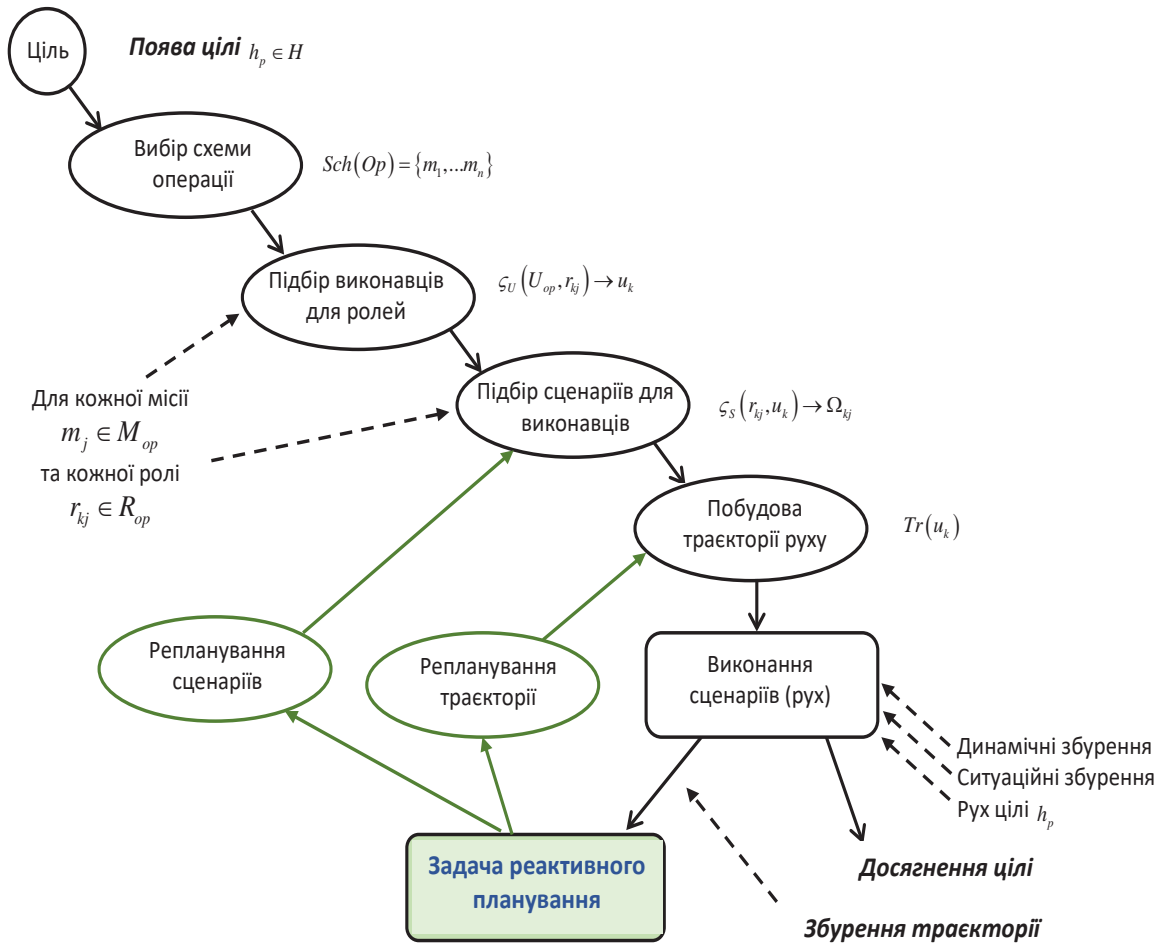 Ціль
Поява цілі h_p ∈ H
Вибір схеми
операції
Sch(Op) = {m_1,...m_n}
Підбір виконавців
для ролей
ς_U(U_op, r_kj) → u_k
Для кожної місії
m_j ∈ M_op
та кожної ролі
r_kj ∈ R_op
Підбір сценаріїв для
виконавців
ς_S(r_kj, u_k) → Ω_kj
Побудова
траєкторії руху
Tr(u_k)
Репланування
сценаріїв
Репланування
траєкторії
Виконання
сценаріїв (рух)
Динамічні збурення
Ситуаційні збурення
Рух цілі h_p
Задача реактивного
планування
Досягнення цілі
Збурення траєкторії